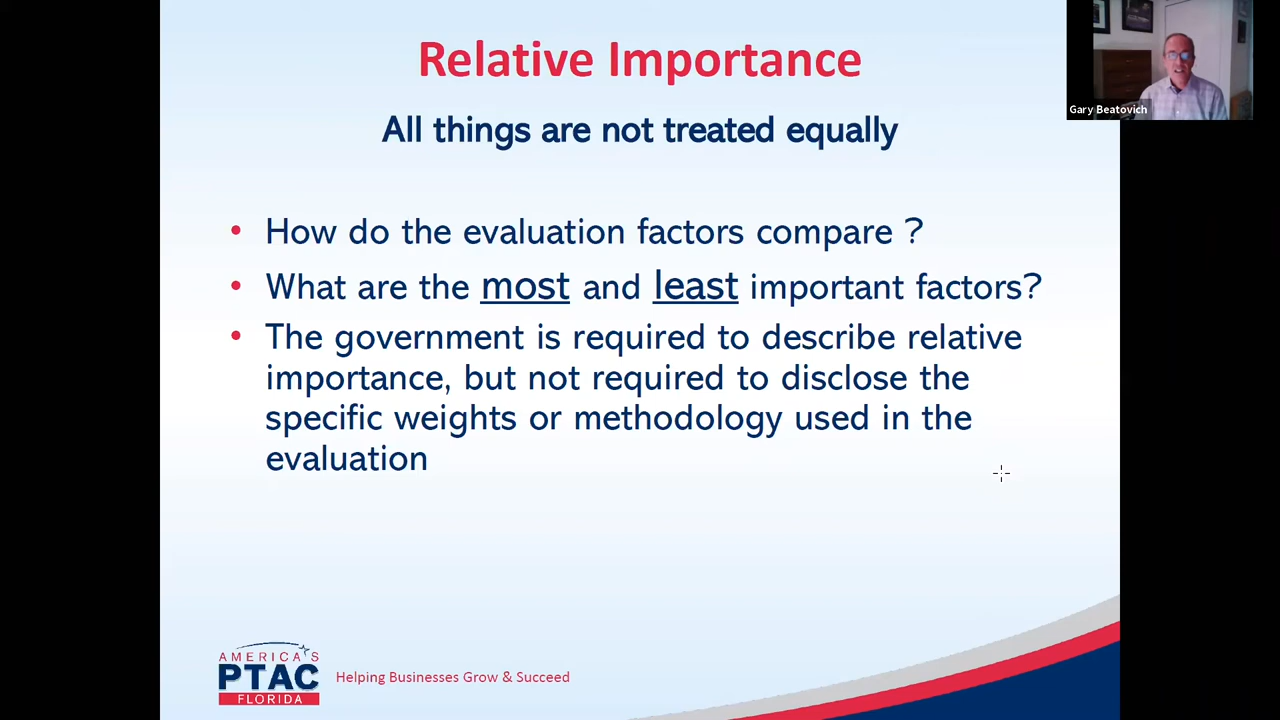 Relative Importance
Gary Beatovich
All things are not treated equally
• How do the evaluation factors compare ?
• What are the most and least important factors?
• The government is required to describe relative
importance, but not required to disclose the
specific weights or methodology used in the
evaluation
AMERICA'S
PTAC
FLORIDA
Helping Businesses Grow & Succeed